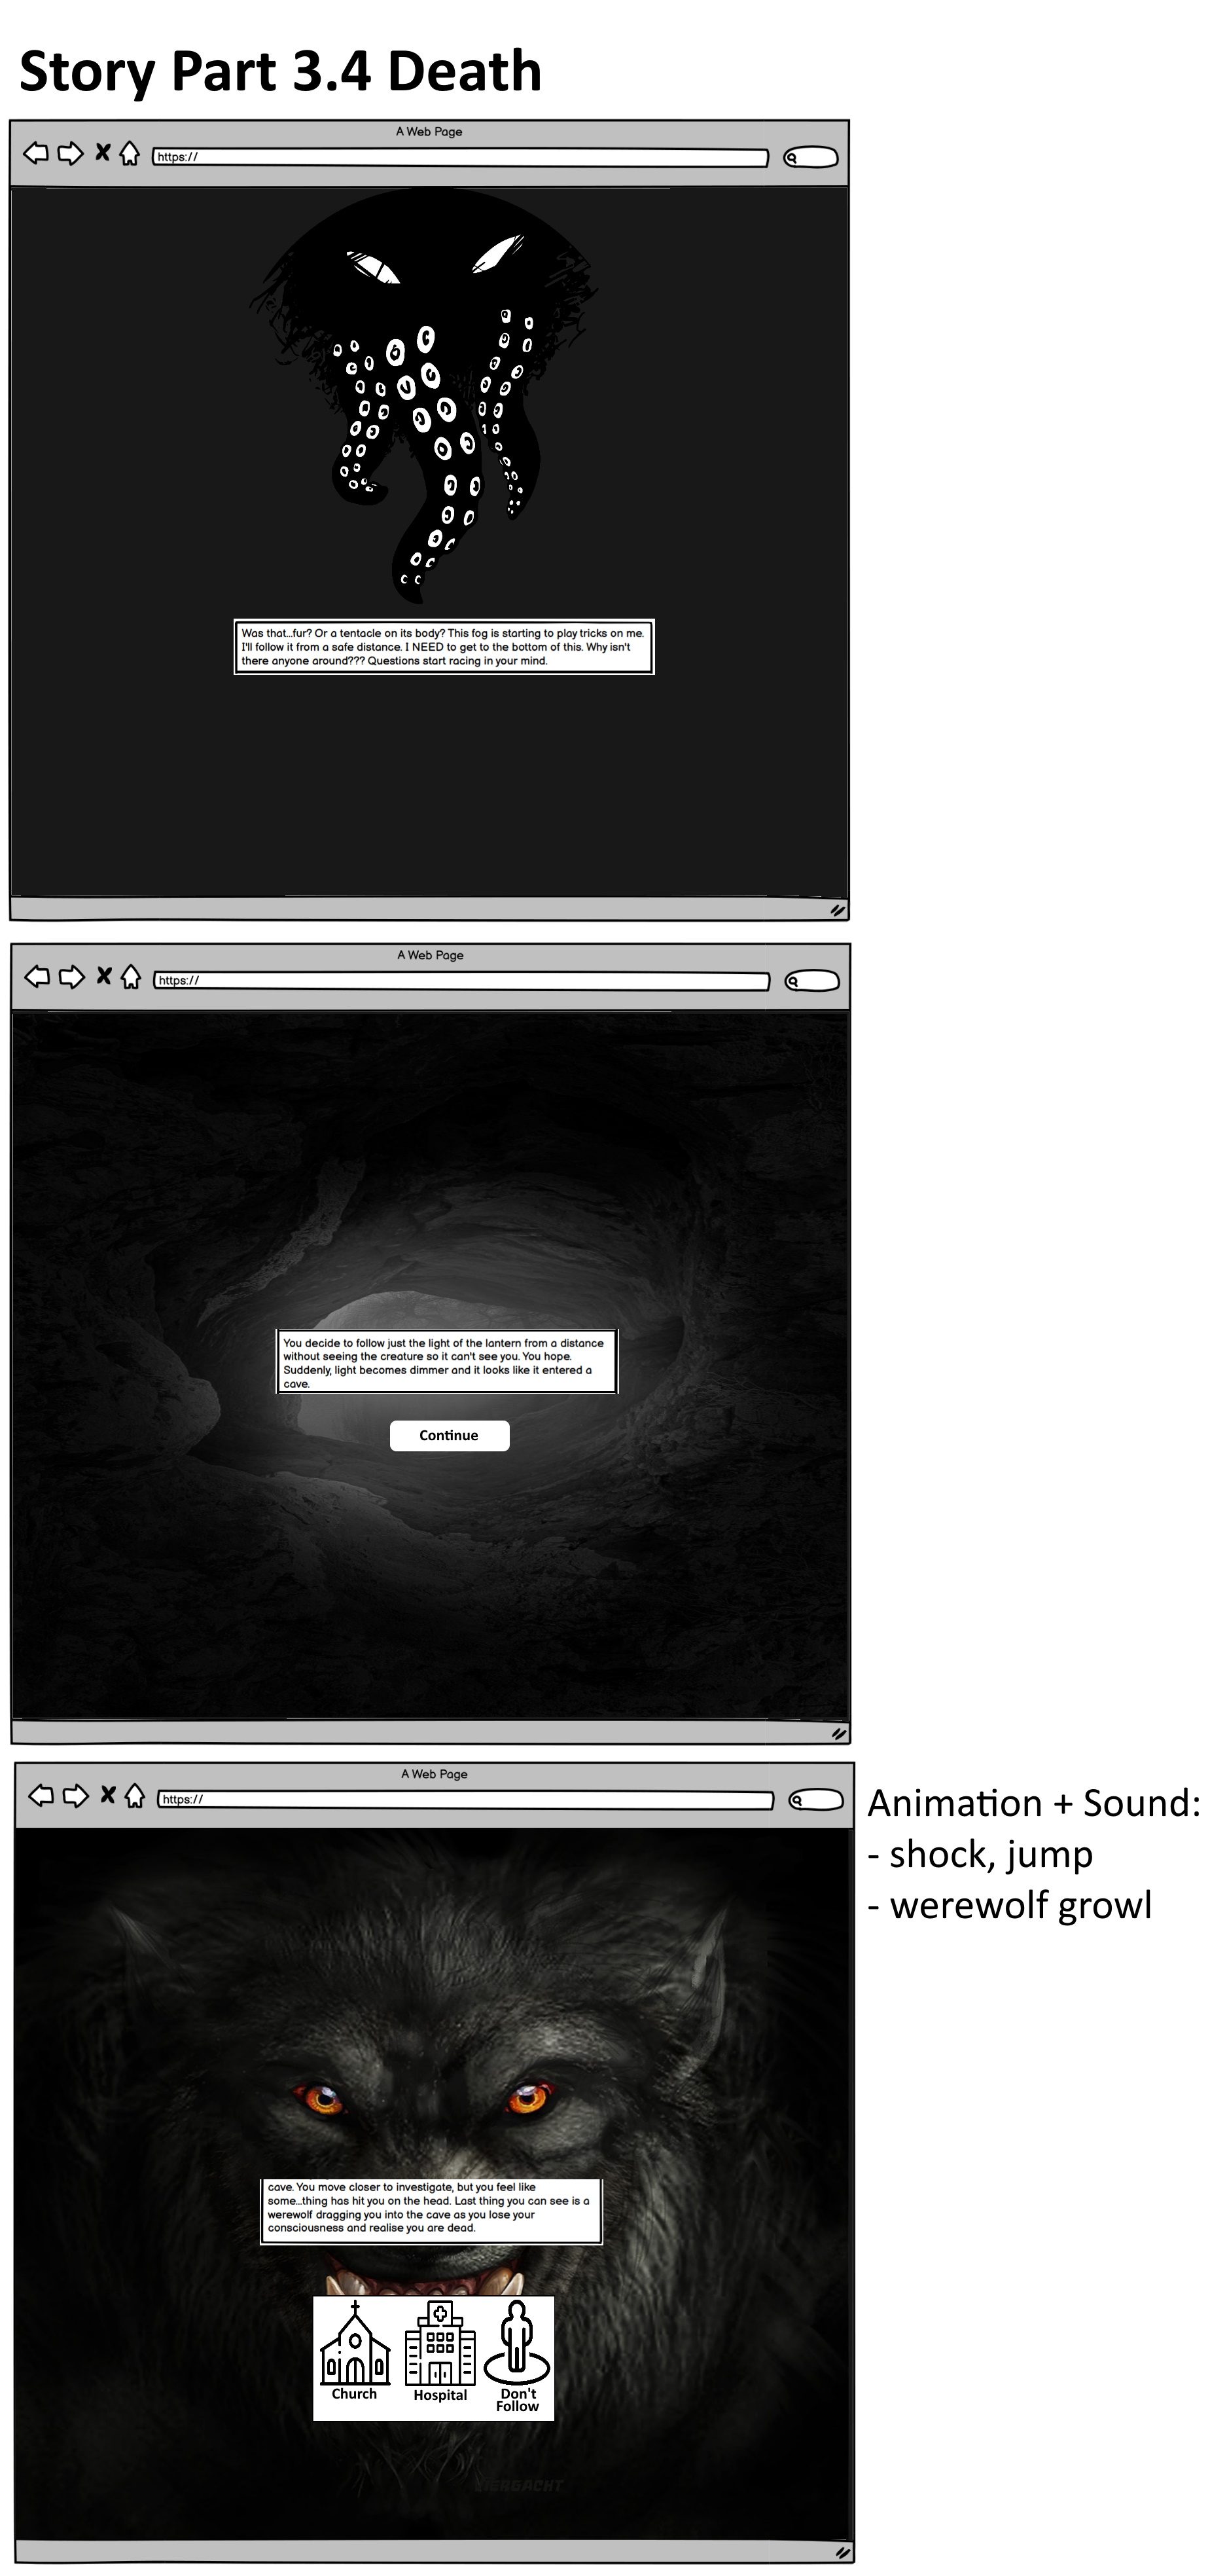 Story Part 3.4 Death
A Web Page
https://
Was that...fur? Or a tentacle on its body? This fog is starting to play tricks on me.
I'll follow it from a safe distance. I NEED to get to the bottom of this. Why isn't
there anyone around??? Questions start racing in your mind.
A Web Page
https://
You decide to follow just the light of the lantern from a distance
without seeing the creature so it can't see you. You hope.
Suddenly, light becomes dimmer and it looks like it entered a
cave.
Continue
A Web Page
https://
Animation + Sound:
- shock, jump
- werewolf growl
cave. You move closer to investigate, but you feel like
some...thing has hit you on the head. Last thing you can see is a
werewolf dragging you into the cave as you lose your
consciousness and realise you are dead.
Church
Hospital
Don't
Follow